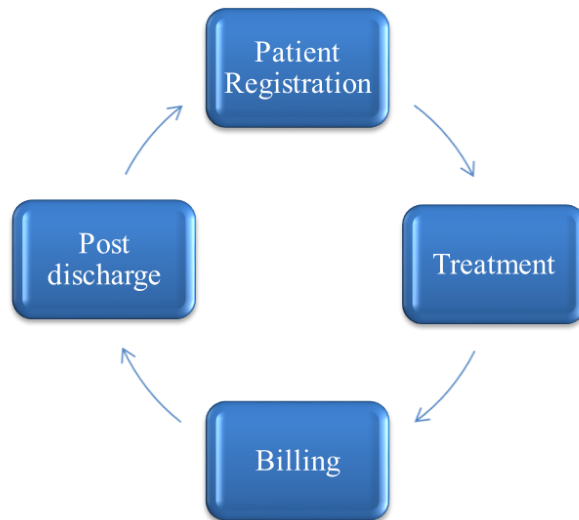 Patient
Registration
Treatment
Billing
Post
discharge